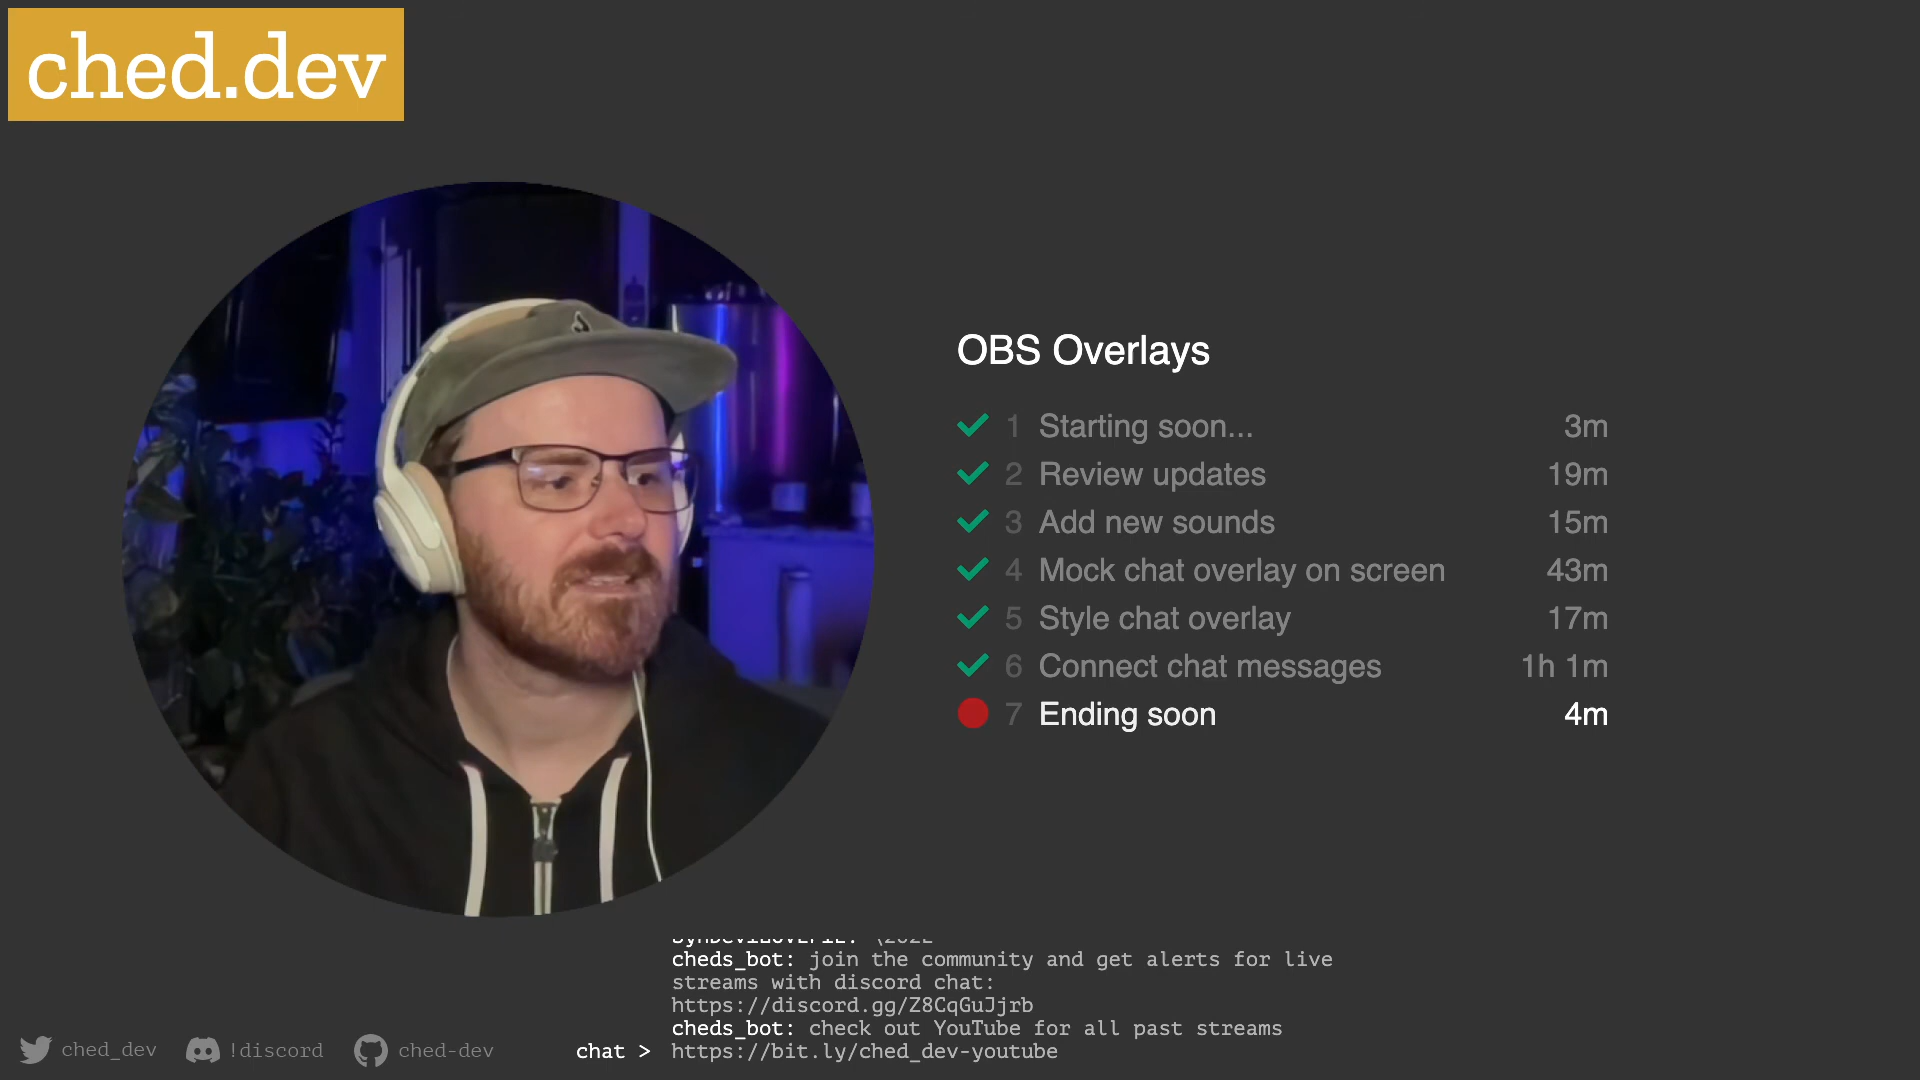 ched.dev
OBS Overlays
1 Starting soon... 3m
2 Review updates 19m
3 Add new sounds 15m
4 Mock chat overlay on screen 43m
5 Style chat overlay 17m
6 Connect chat messages 1h 1m
7 Ending soon 4m
cheds_bot: join the community and get alerts for live
streams with discord chat:
https://discord.gg/Z8CqGuJjrb
cheds_bot: check out YouTube for all past streams
chat > https://bit.ly/ched_dev-youtube
ched_dev !discord ched-dev